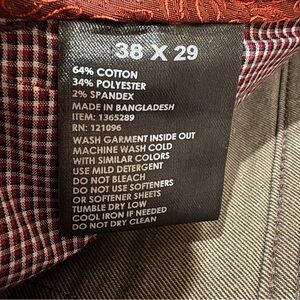 38 X 29
64% COTTON
34% POLYESTER
2% SPANDEX
MADE IN BANGLADESH
ITEM: 1365289
RN: 121096
WASH GARMENT INSIDE OUT
MACHINE WASH COLD
WITH SIMILAR COLORS
USE MILD DETERGENT
DO NOT BLEACH
DO NOT USE SOFTENERS
OR SOFTENER SHEETS
TUMBLE DRY LOW
COOL IRON IF NEEDED
DO NOT DRY CLEAN